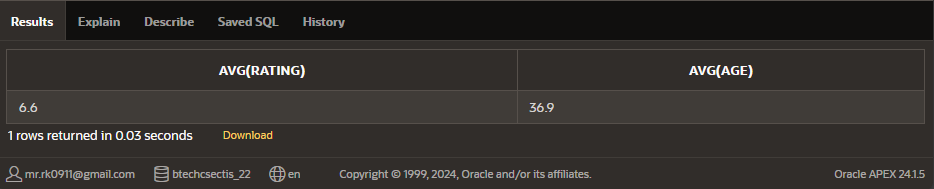 Results Explain Describe Saved SQL History
AVG(RATING) AVG(AGE)
6.6 36.9
1 rows returned in 0.03 seconds Download
mr.rk0911@gmail.com btechcsectis_22 en Copyright © 1999, 2024, Oracle and/or its affiliates. Oracle APEX 24.1.5